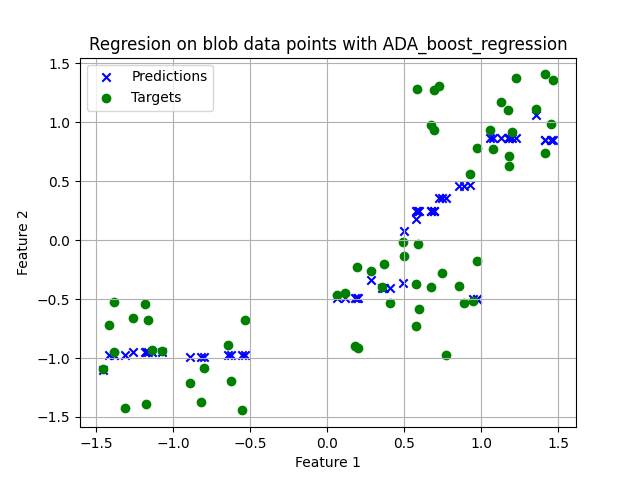 Regresion on blob data points with ADA_boost_regression
Predictions
Targets
1.5
1.0
0.5
0.0
−0.5
−1.0
−1.5
Feature 2
−1.5
−1.0
−0.5
0.0
0.5
1.0
1.5
Feature 1